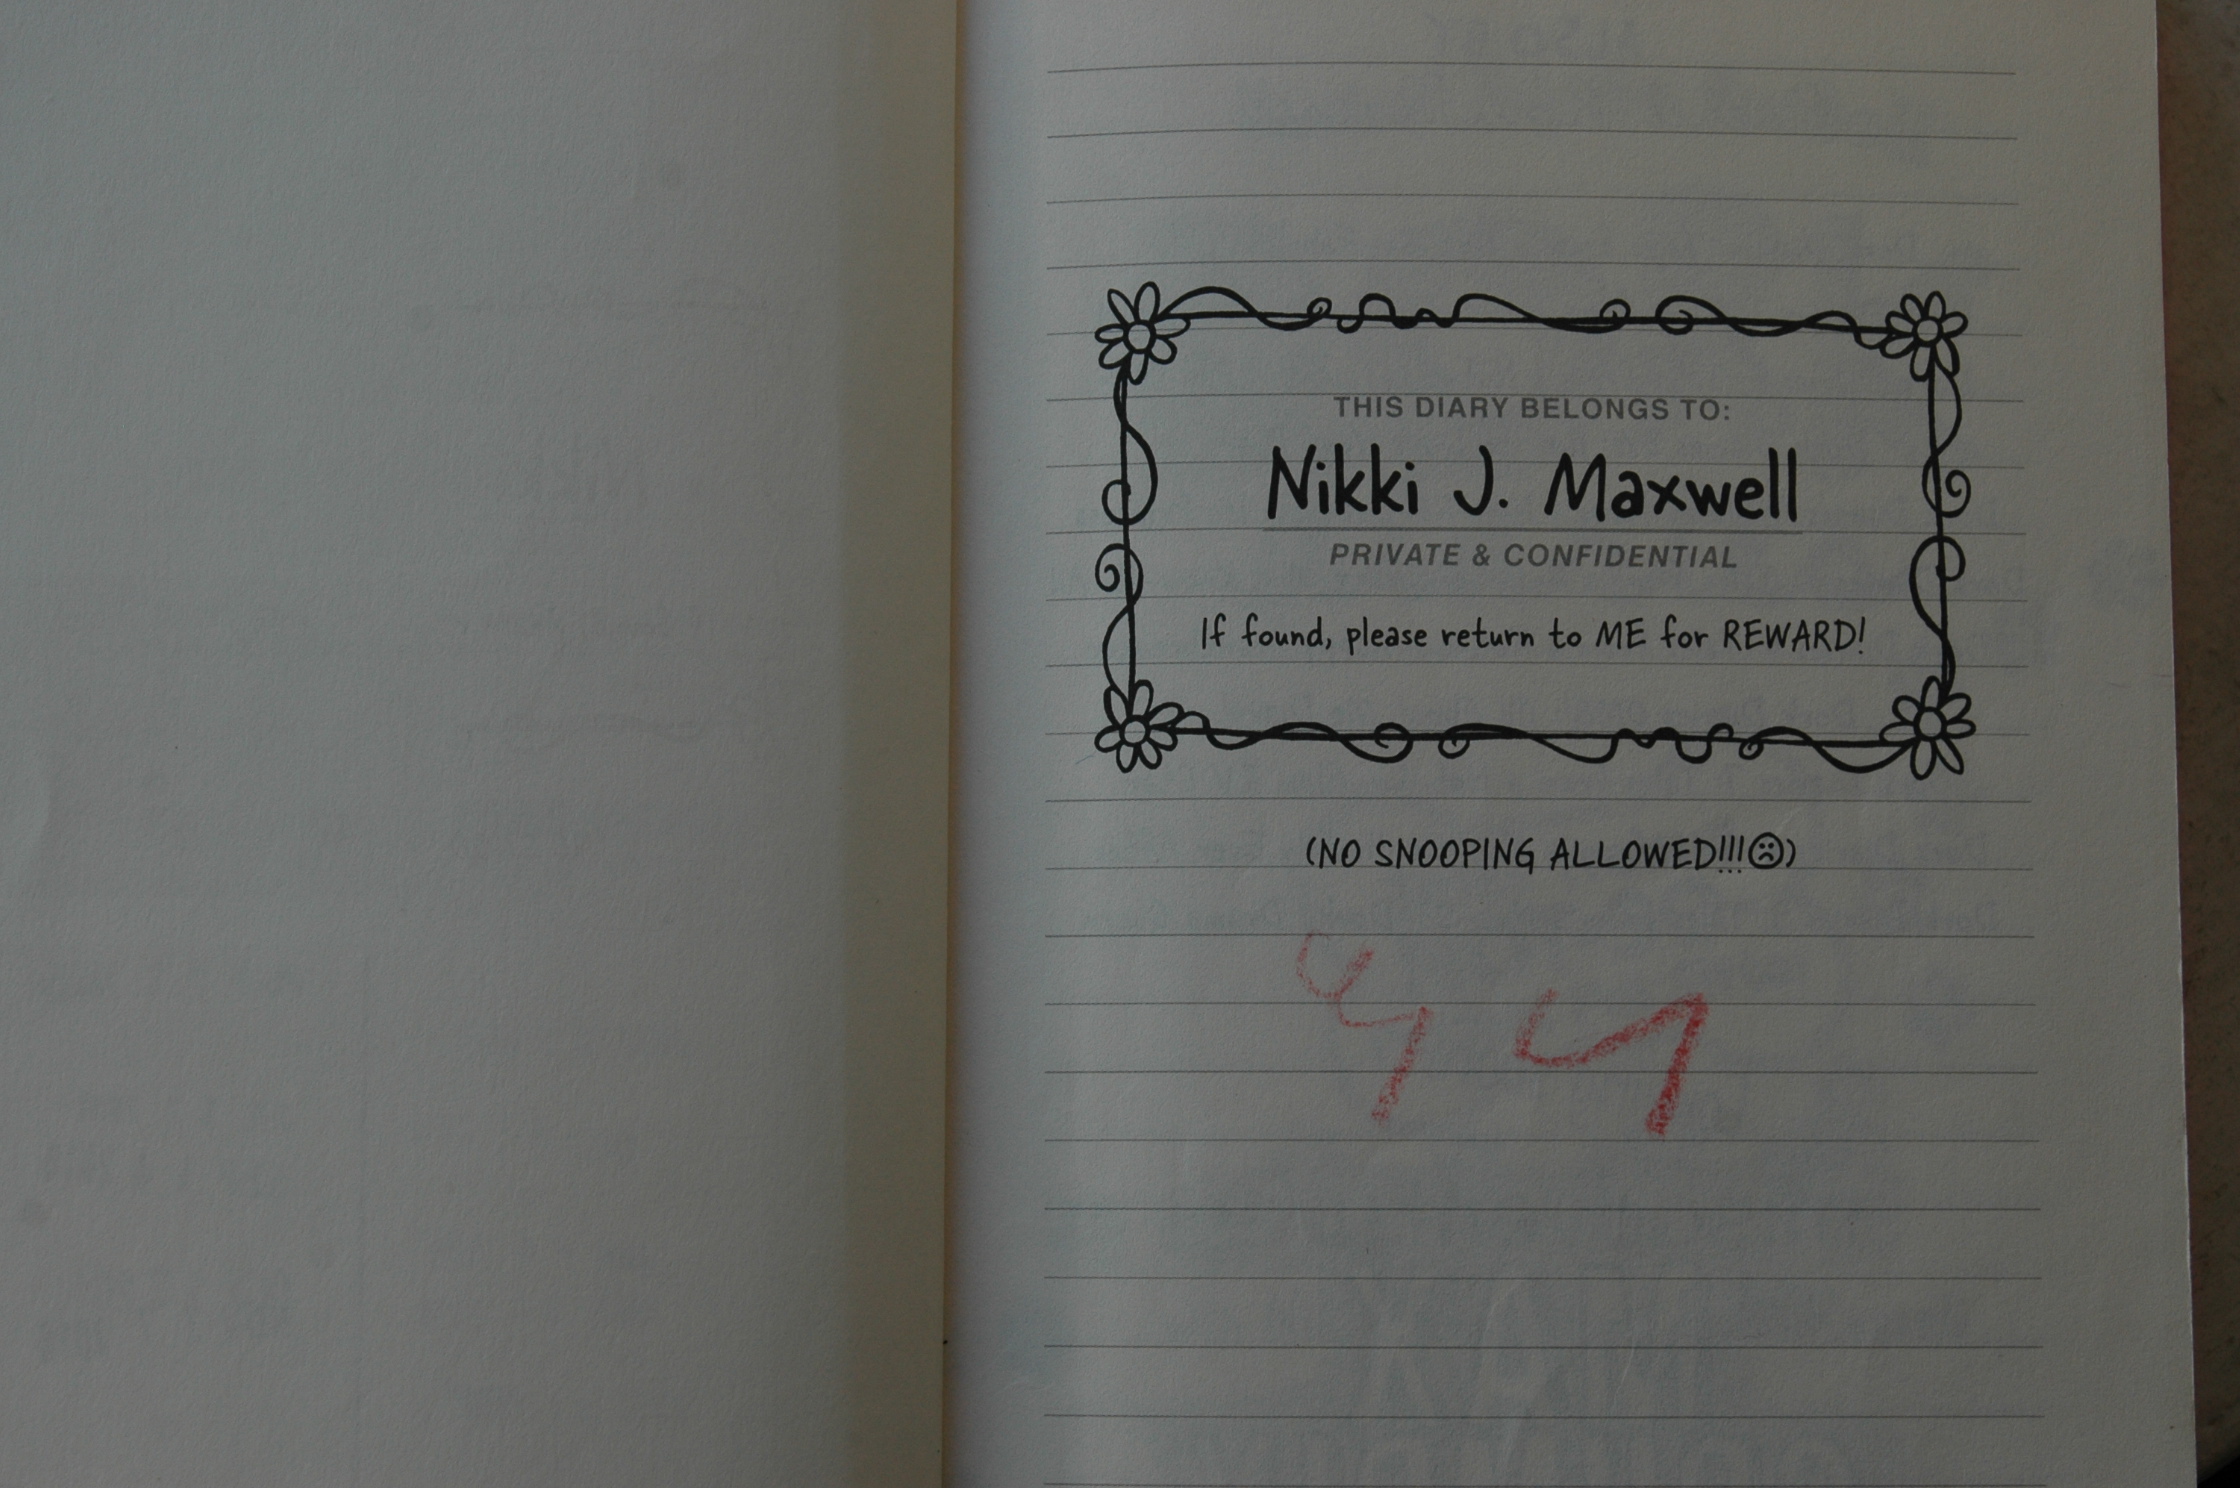 THIS DIARY BELONGS TO:
Nikki J. Maxwell
PRIVATE & CONFIDENTIAL
If found, please return to ME for REWARD!
(NO SNOOPING ALLOWED!!!☹)